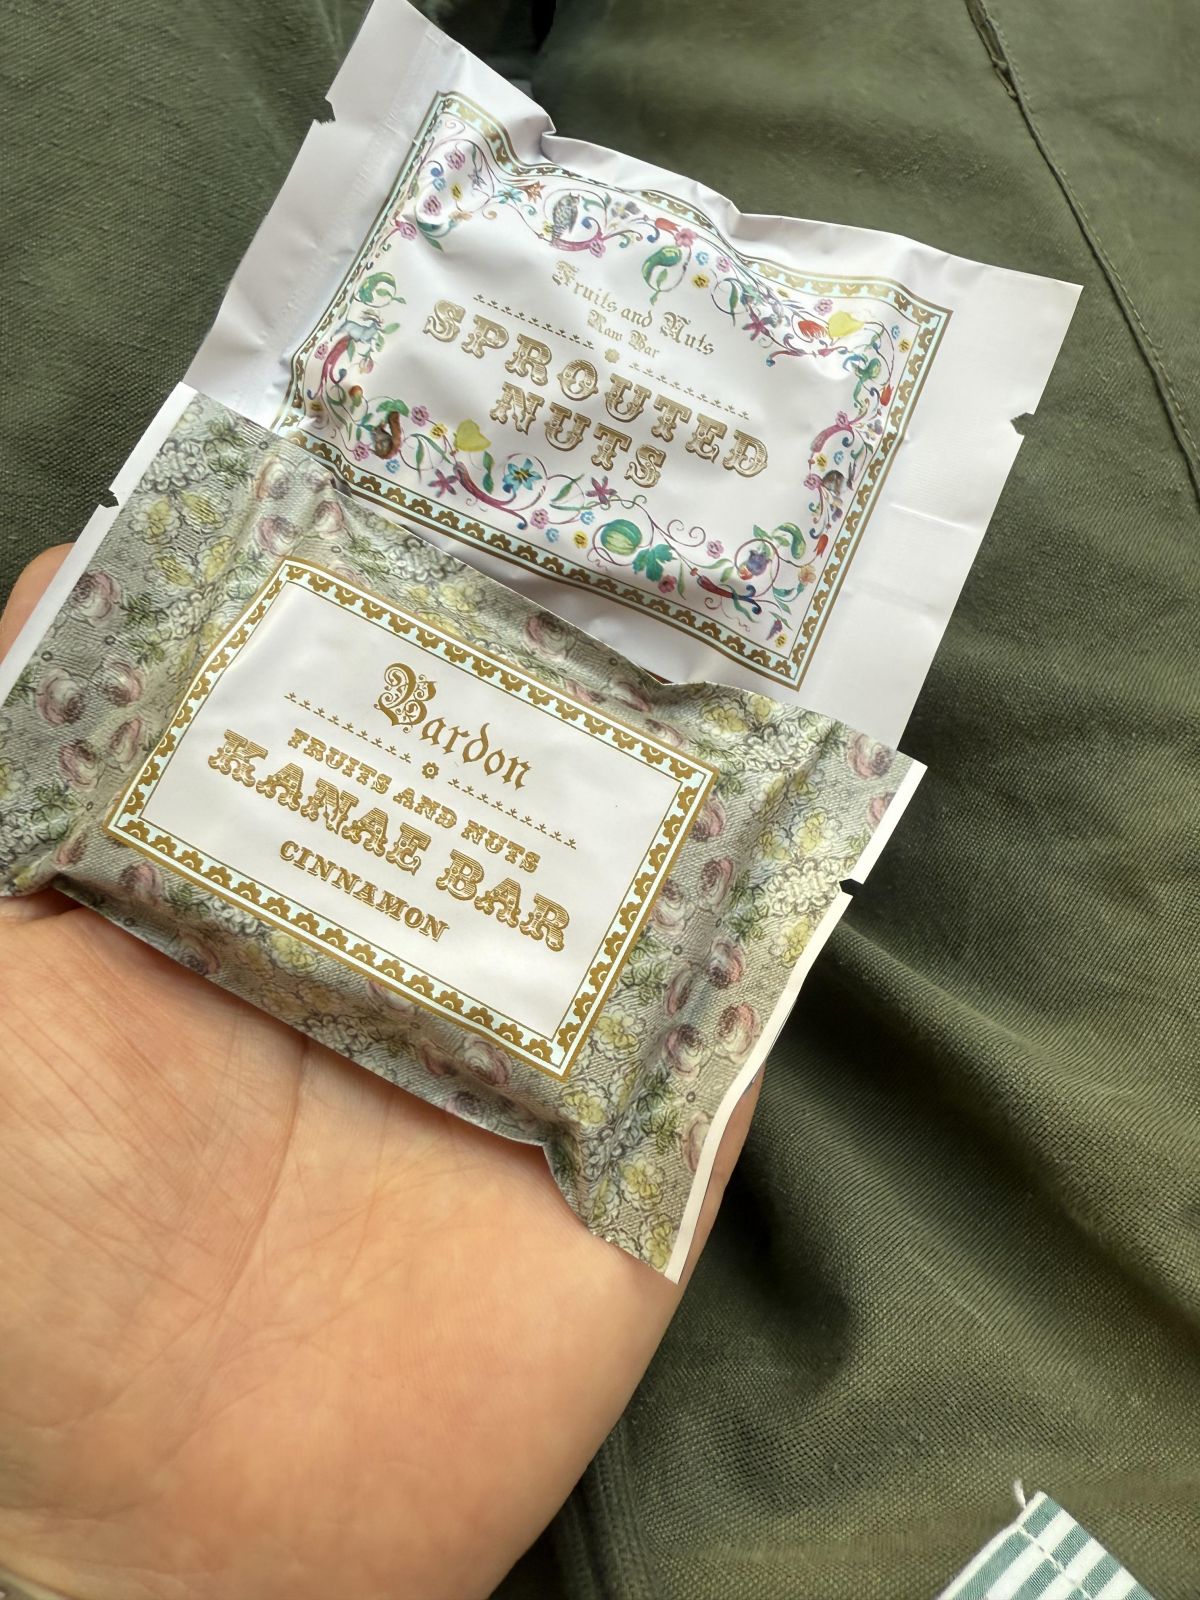 Fruits and Nuts
Raw Bar
SPROUTED
NUTS
Bardon
FRUITS AND NUTS
KANAE BAR
CINNAMON